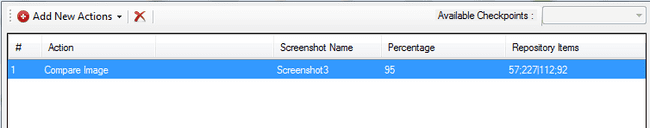 Add New Actions Available Checkpoints :
# Action Screenshot Name Percentage Repository Items
1 Compare Image Screenshot3 95 57;227|112;92